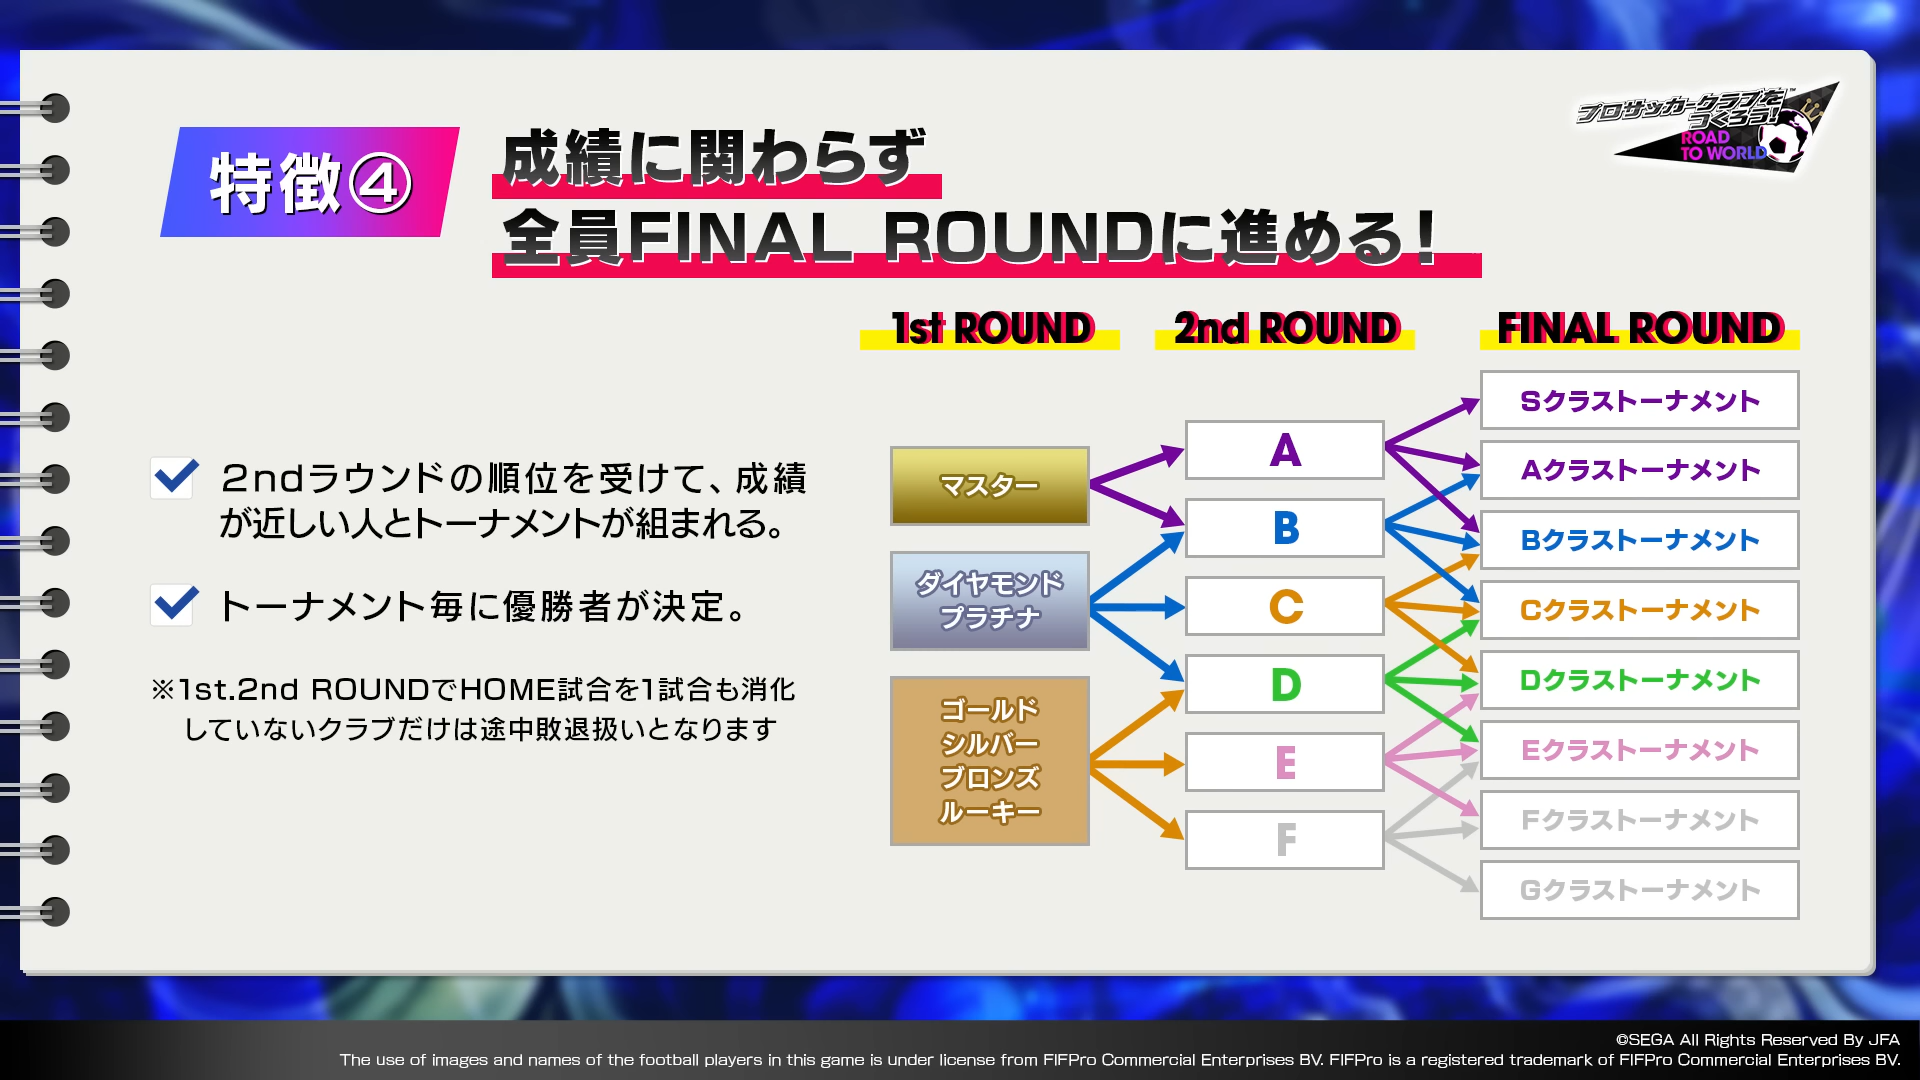 特徴④
成績に関わらず
全員FINAL ROUNDに進める！
プロサッカークラブを
つくろう!
ROAD
TO WORLD
1st ROUND
2nd ROUND
FINAL ROUND
2ndラウンドの順位を受けて、成績
が近しい人とトーナメントが組まれる。
トーナメント毎に優勝者が決定。
※1st.2nd ROUNDでHOME試合を1試合も消化
していないクラブだけは途中敗退扱いとなります
マスター
ダイヤモンド
プラチナ
ゴールド
シルバー
ブロンズ
ルーキー
A
B
C
D
E
F
Sクラストーナメント
Aクラストーナメント
Bクラストーナメント
Cクラストーナメント
Dクラストーナメント
Eクラストーナメント
Fクラストーナメント
Gクラストーナメント
©SEGA All Rights Reserved By JFA
The use of images and names of the football players in this game is under license from FIFPro Commercial Enterprises BV. FIFPro is a registered trademark of FIFPro Commercial Enterprises BV.